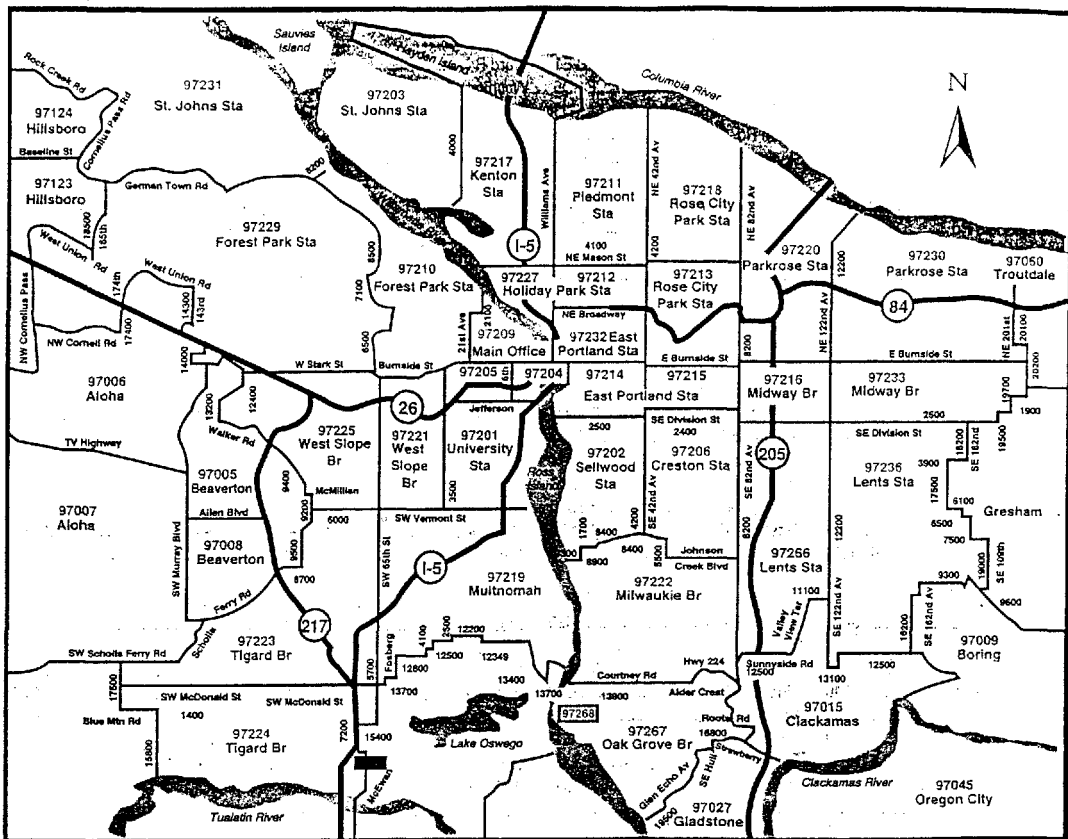 Sauvies
Island
Hayden Island
Columbia River
N
Rock Creek Rd
97124
Hillsboro
Cornelius Pass Rd
Baseline St
97231
St. Johns Sta
97203
St. Johns Sta
8200
4000
97217
Kenton
Sta
Williams Ave
97211
Piedmont
Sta
NE 42nd Av
97218
Rose City
Park Sta
NE 82nd Av
97123
Hillsboro
German Town Rd
18500
185th
97229
Forest Park Sta
8500
I-5
4100
NE Mason St
4200
97220
Parkrose Sta
12200
97230
Parkrose Sta
97060
Troutdale
West Union
Rd
174th
West Union Rd
14300
143rd
7100
97210
Forest Park Sta
97227
97212
Holiday Park Sta
97213
Rose City
Park Sta
84
NE 122nd Av
NW Cornelius Pass
NW Cornell Rd
17400
6500
21st Ave
2100
NE Broadway
97209
Main Office
97232 East
Portland Sta
E Burnside St
8200
E Burnside St
NE 201st
20100
20200
14000
W Stark St
Burnside St
97205
97204
97214
97215
East Portland Sta
97216
Midway Br
97233
Midway Br
97006
Aloha
13200
12400
26
Jefferson
19700
1900
Walker Rd
97225
West Slope
Br
97221
West
Slope
Br
97201
University
Sta
2500
SE Division St
2400
2500
SE Division St
19500
TV Highway
97005
Beaverton
9400
McMillian
97202
Sellwood
Sta
97206
Creston Sta
SE 82nd Av
205
97236
Lents Sta
18200
SE 182nd
3900
17500
Ross
Island
97007
Aloha
Allen Blvd
9200
6000
3500
SW Vermont St
4200
SE 42nd Av
8200
12200
6100
6500
7500
Gresham
SW Murray Blvd
97008
Beaverton
9500
8700
SW 65th St
I-5
1700
8400
8400
8900
5500
Johnson
Creek Blvd
97266
Lents Sta
19000
SE 190th
97219
Multnomah
97222
Milwaukie Br
11100
Valley
View Ter
SE 122nd Av
9300
9600
Ferry Rd
Scholls
217
97223
Tigard Br
16200
SE 162nd Av
97009
Boring
SW Scholls Ferry Rd
5700
Fosberg
4100
2500
12200
12800
12500
12349
13400
Hwy 224
Sunnyside Rd
12500
12500
13100
17500
SW McDonald St
SW McDonald St
13700
13700
Courtney Rd
13800
Alder Crest
1400
Blue Mtn Rd
15800
97224
Tigard Br
7200
15400
Lake Oswego
97268
97267
Oak Grove Br
Roots Rd
16800
97015
Clackamas
Strawberry
McEwan
Glen Echo Av
SE Hull
19500
97027
Gladstone
Clackamas River
97045
Oregon City
Tualatin River